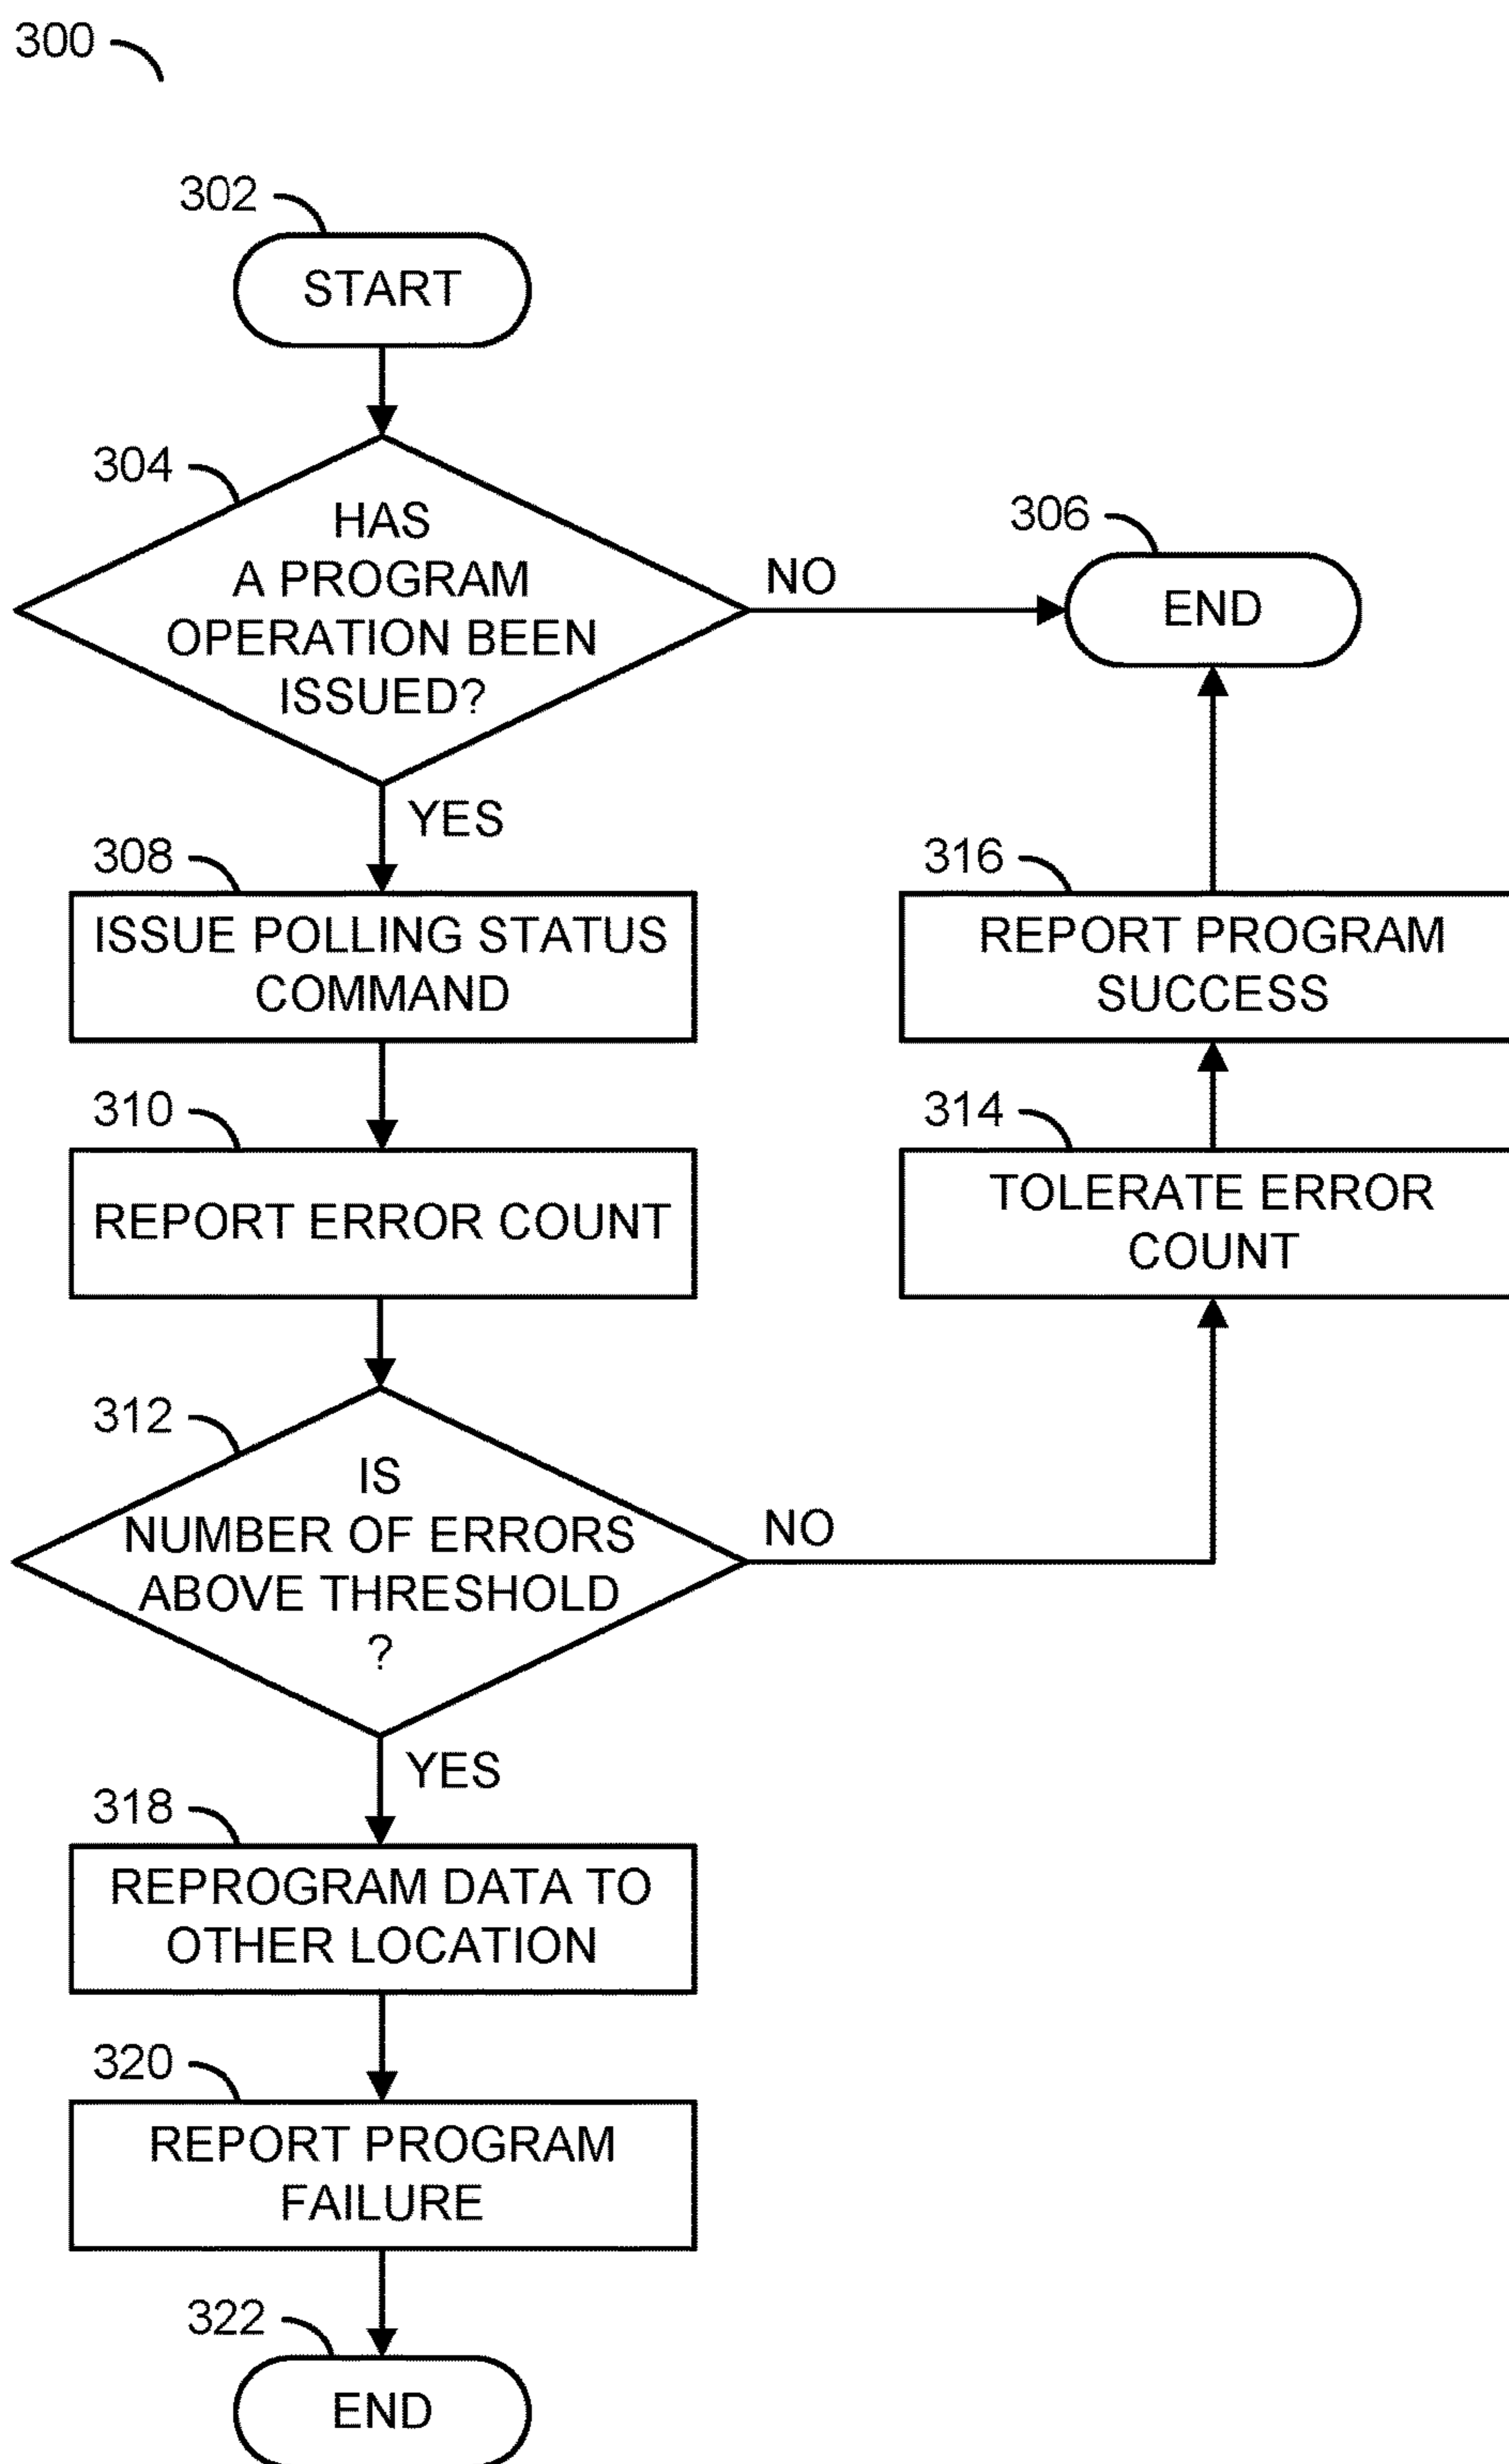 300
302
START
304
HAS
A PROGRAM
OPERATION BEEN
ISSUED?
NO
306
END
YES
308
ISSUE POLLING STATUS
COMMAND
316
REPORT PROGRAM
SUCCESS
310
REPORT ERROR COUNT
314
TOLERATE ERROR
COUNT
312
IS
NUMBER OF ERRORS
ABOVE THRESHOLD
?
NO
YES
318
REPROGRAM DATA TO
OTHER LOCATION
320
REPORT PROGRAM
FAILURE
322
END